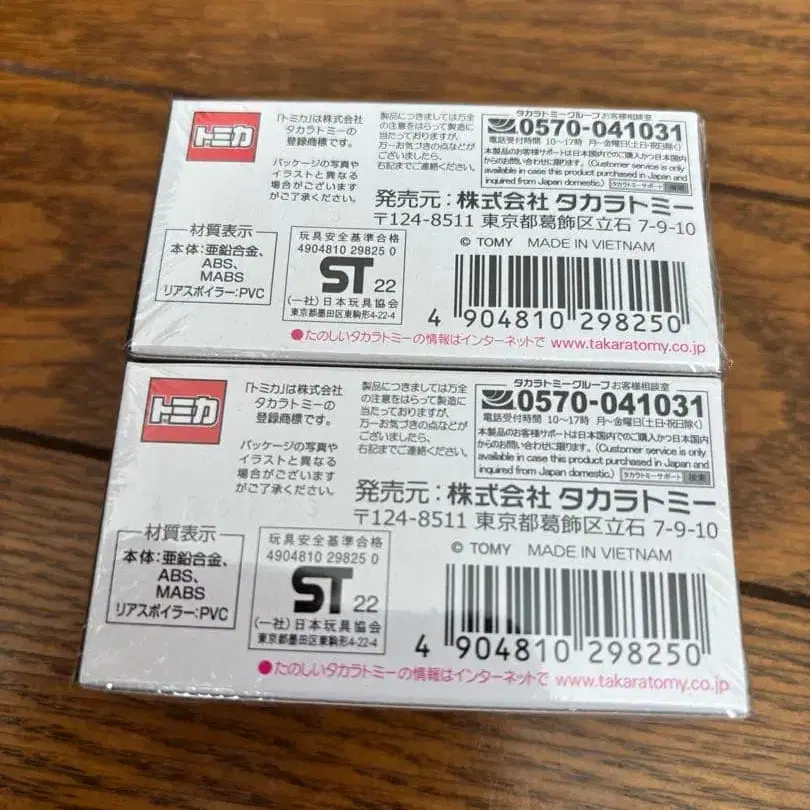 トミカ
「トミカ」は株式会社
タカラトミーの
登録商標です。
パッケージの写真や
イラストと異なる
場合がございます
がご了承ください。
製品につきましては万全
の注意をはらって製造に
当たっておりますが、
万一お気づきの点などが
ございましたら、
右記までご連絡ください。
タカラトミーグループ お客様相談室
0570-041031
電話受付時間 10〜17時 月〜金曜日(土・日・祝日除く)
本製品のお客様サポートは日本国内でのご購入かつ日本国内
からのお問い合わせに限ります。(Customer service is only
available in case this product purchased in Japan and
inquired from Japan domestic.) タカラトミーサポート 検索
発売元:株式会社 タカラトミー
〒124-8511 東京都葛飾区立石 7-9-10
© TOMY MADE IN VIETNAM
材質表示
本体:亜鉛合金、
ABS、
MABS
リアスポイラー:PVC
玩具安全基準合格
4904810 29825 0
ST 22
(一社)日本玩具協会
東京都墨田区東駒形4-22-4
4 904810 298250
●たのしいタカラトミーの情報はインターネットで www.takaratomy.co.jp
トミカ
「トミカ」は株式会社
タカラトミーの
登録商標です。
パッケージの写真や
イラストと異なる
場合がございます
がご了承ください。
製品につきましては万全
の注意をはらって製造に
当たっておりますが、
万一お気づきの点などが
ございましたら、
右記までご連絡ください。
タカラトミーグループ お客様相談室
0570-041031
電話受付時間 10〜17時 月〜金曜日(土・日・祝日除く)
本製品のお客様サポートは日本国内でのご購入かつ日本国内
からのお問い合わせに限ります。(Customer service is only
available in case this product purchased in Japan and
inquired from Japan domestic.) タカラトミーサポート 検索
発売元:株式会社 タカラトミー
〒124-8511 東京都葛飾区立石 7-9-10
© TOMY MADE IN VIETNAM
材質表示
本体:亜鉛合金、
ABS、
MABS
リアスポイラー:PVC
玩具安全基準合格
4904810 29825 0
ST 22
(一社)日本玩具協会
東京都墨田区東駒形4-22-4
4 904810 298250
●たのしいタカラトミーの情報はインターネットで www.takaratomy.co.jp